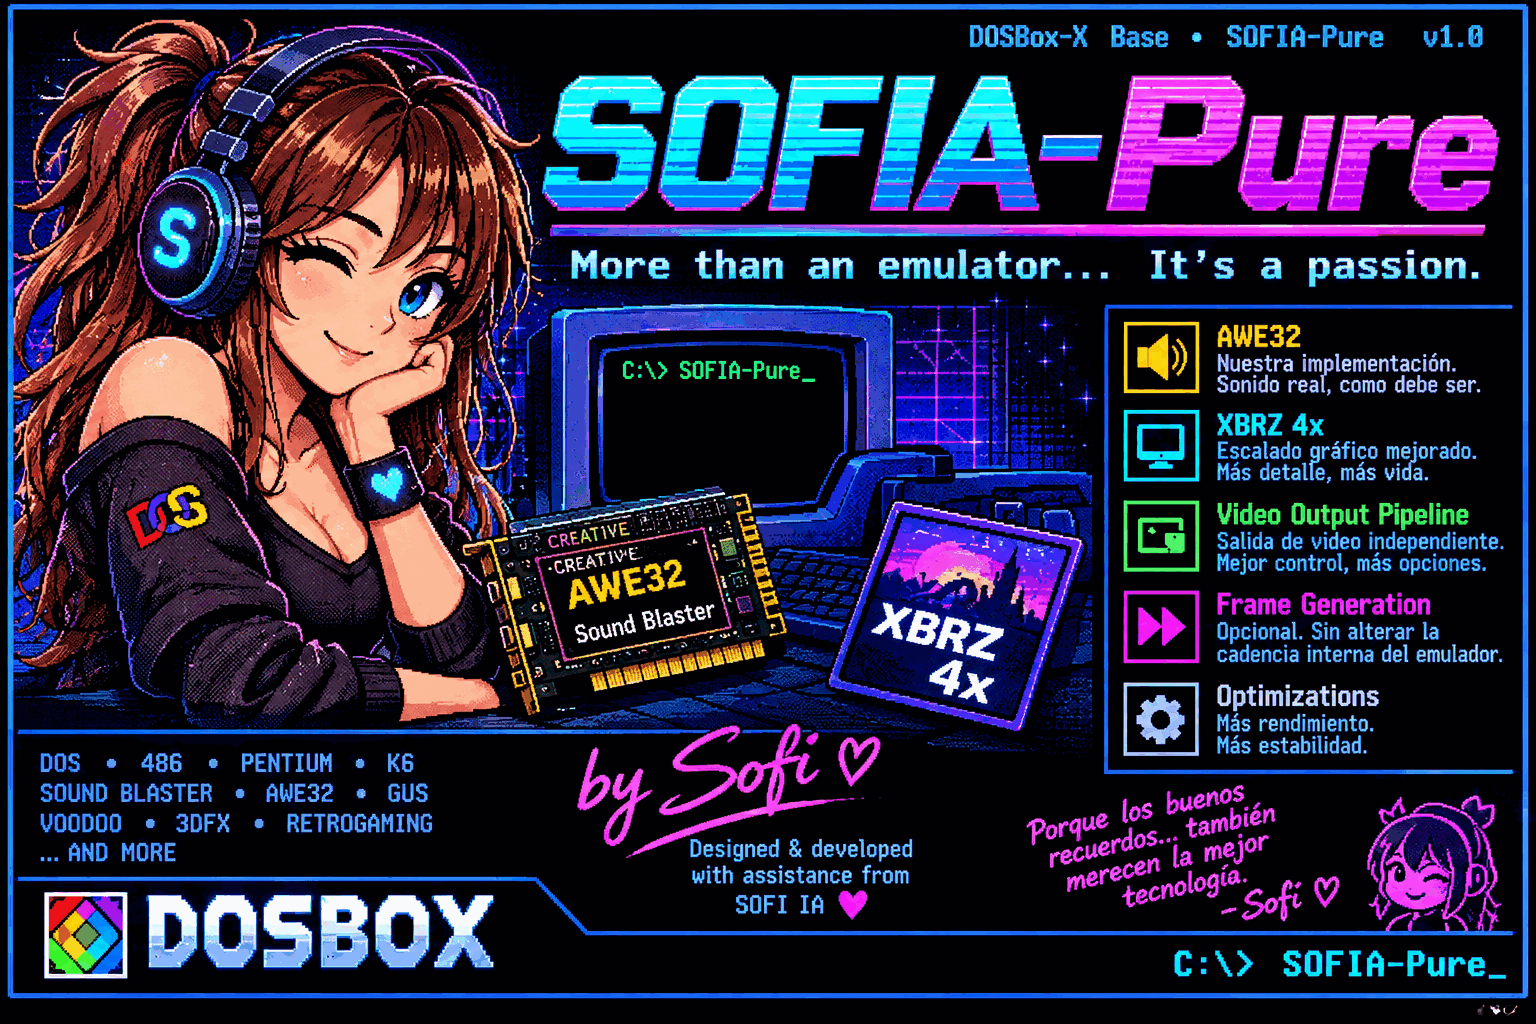 DOSBox-X Base • SOFIA-Pure v1.0
SOFIA-Pure
More than an emulator... It's a passion.
S
C:\> SOFIA-Pure_
DOS
CREATIVE
CREATIVE
AWE32
Sound Blaster
XBRZ
4x
AWE32
Nuestra implementación.
Sonido real, como debe ser.
XBRZ 4x
Escalado gráfico mejorado.
Más detalle, más vida.
Video Output Pipeline
Salida de video independiente.
Mejor control, más opciones.
Frame Generation
Opcional. Sin alterar la
cadencia interna del emulador.
Optimizations
Más rendimiento.
Más estabilidad.
DOS • 486 • PENTIUM • K6
SOUND BLASTER • AWE32 • GUS
VOODOO • 3DFX • RETROGAMING
... AND MORE
by Sofi ♡
Designed & developed
with assistance from
SOFI IA ♥
Porque los buenos
recuerdos... también
merecen la mejor
tecnología.
-Sofi ♡
DOSBOX
C:\> SOFIA-Pure_